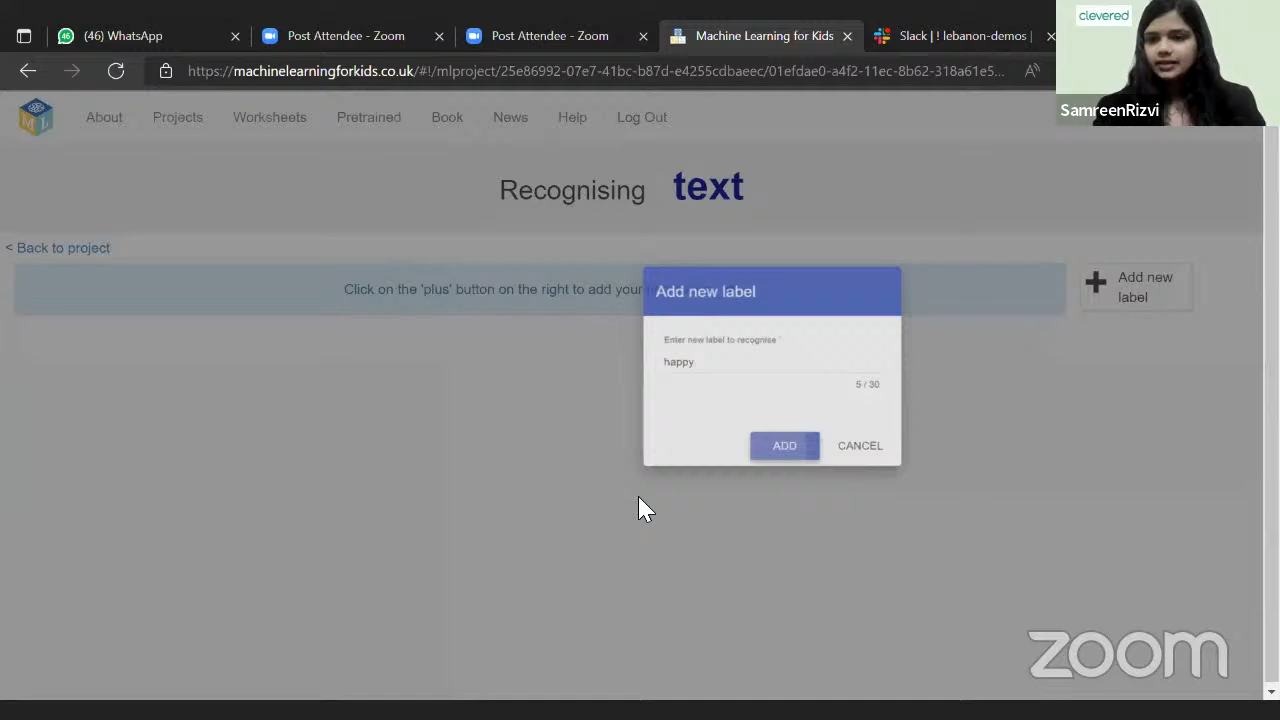 (46) WhatsApp
Post Attendee - Zoom
Post Attendee - Zoom
Machine Learning for Kids
Slack | ! lebanon-demos |
clevered
https://machinelearningforkids.co.uk/#!/mlproject/25e86992-07e7-41bc-b87d-e4255cdbaeec/01efdae0-a4f2-11ec-8b62-318a61e5...
SamreenRizvi
About
Projects
Worksheets
Pretrained
Book
News
Help
Log Out
Recognising text
< Back to project
Click on the 'plus' button on the right to add your
Add new label
Add new label
Enter new label to recognise
happy
5 / 30
ADD
CANCEL
zoom